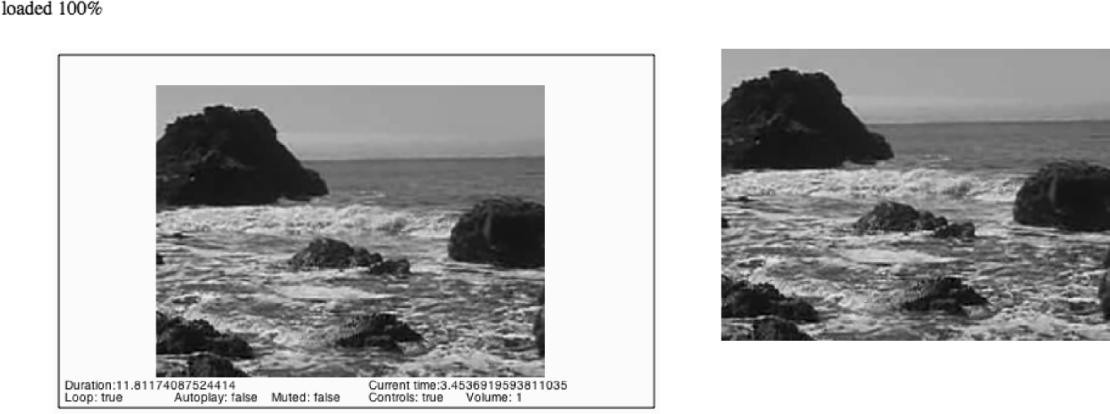 loaded 100%
Duration:11.81174087524414 Current time:3.4536919593811035
Loop: true Autoplay: false Muted: false Controls: true Volume: 1